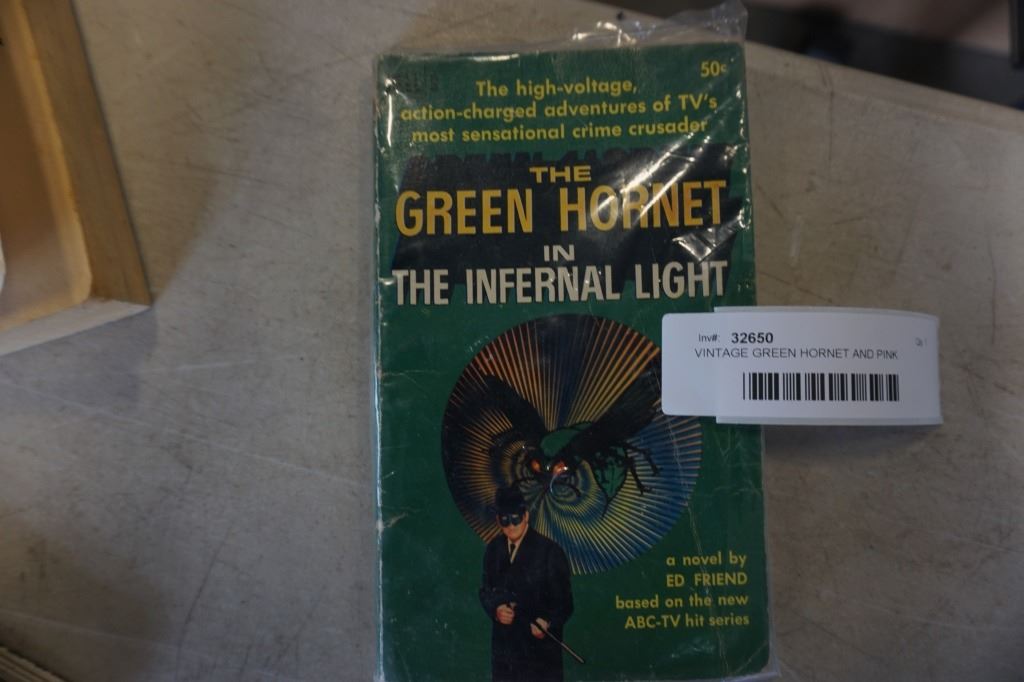 50¢
The high-voltage,
action-charged adventures of TV's
most sensational crime crusader
THE
GREEN HORNET
IN
THE INFERNAL LIGHT
Inv#: 32650
VINTAGE GREEN HORNET AND PINK
a novel by
ED FRIEND
based on the new
ABC-TV hit series